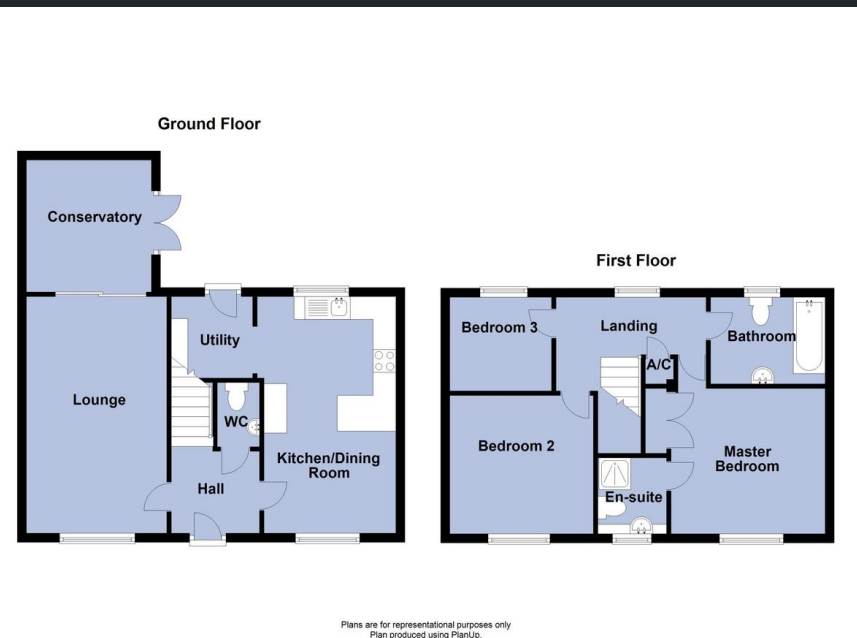 Ground Floor
Conservatory
Utility
Lounge
WC
Kitchen/Dining
Room
Hall
First Floor
Bedroom 3
Landing
Bathroom
A/C
Bedroom 2
Master
Bedroom
En-suite
Plans are for representational purposes only
Plan produced using PlanUp.